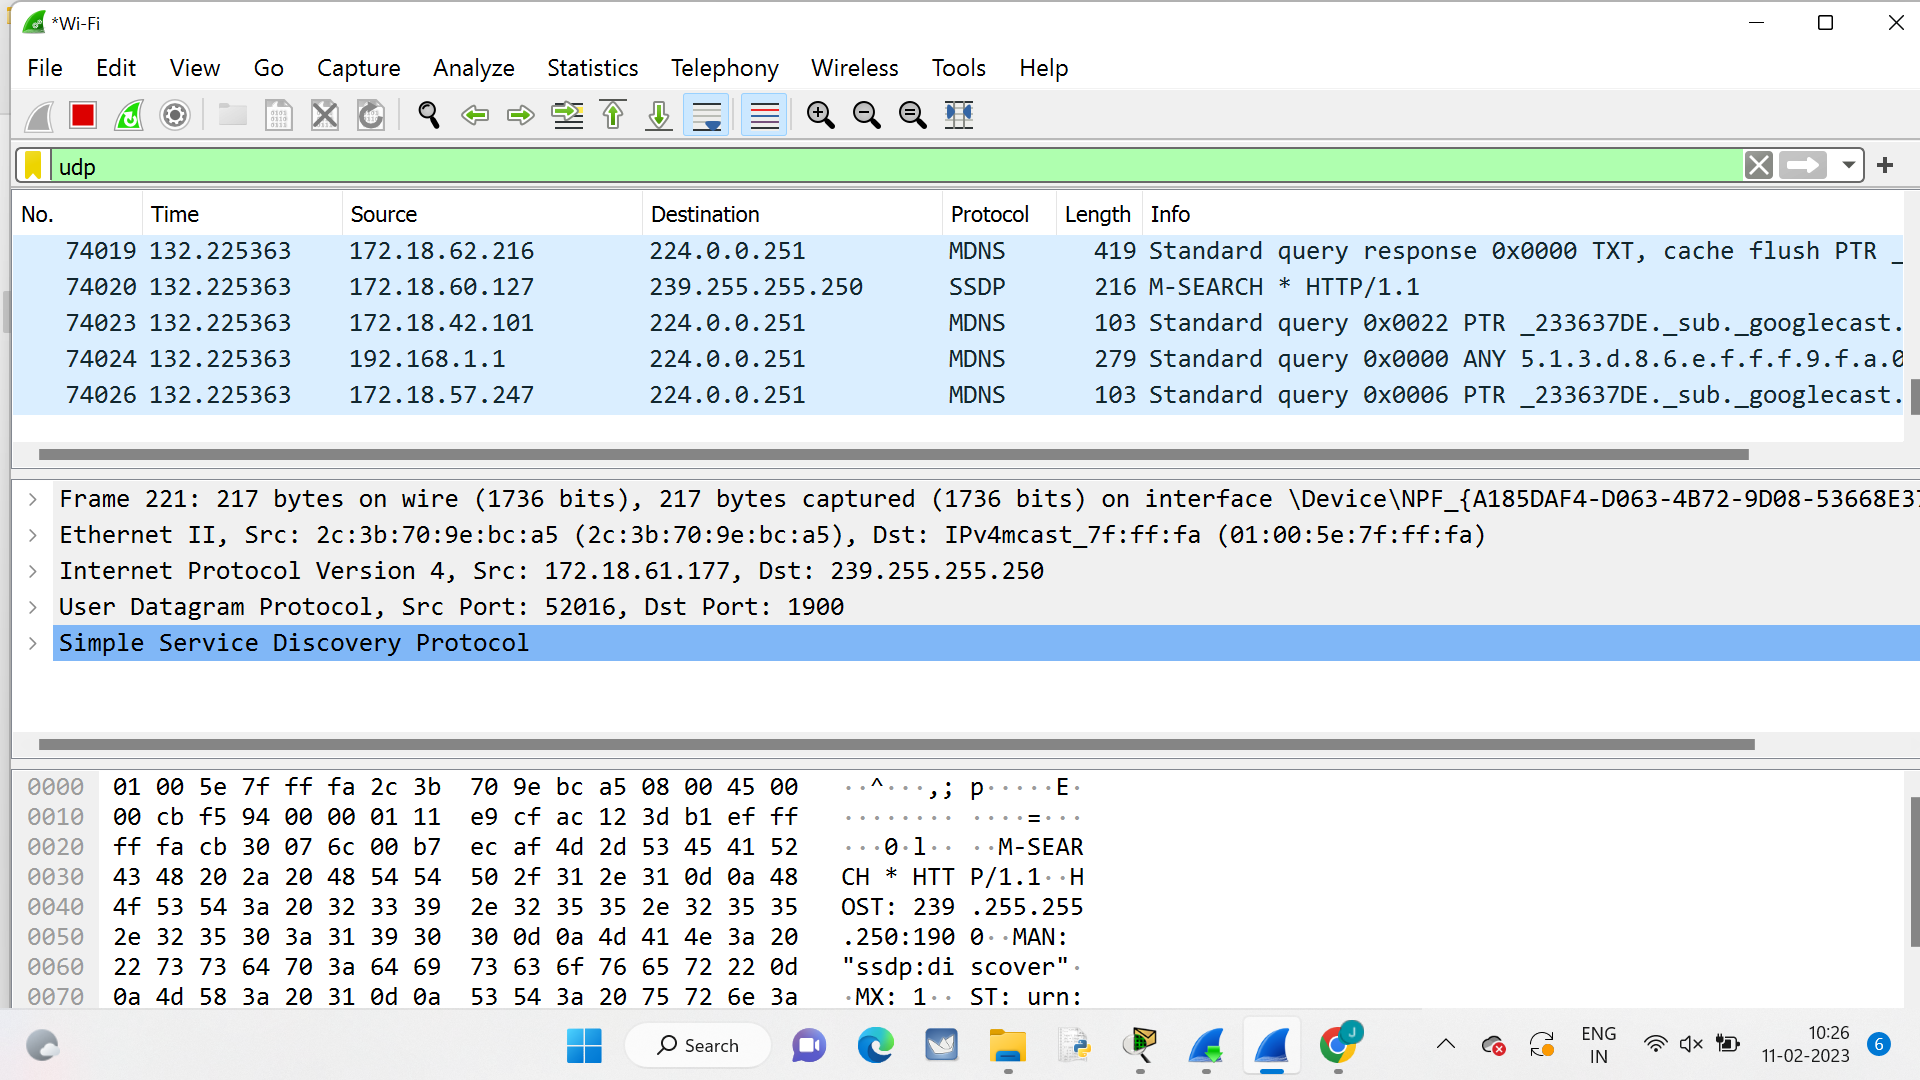 *Wi-Fi
File Edit View Go Capture Analyze Statistics Telephony Wireless Tools Help
udp
No. Time Source Destination Protocol Length Info
74019 132.225363 172.18.62.216 224.0.0.251 MDNS 419 Standard query response 0x0000 TXT, cache flush PTR _
74020 132.225363 172.18.60.127 239.255.255.250 SSDP 216 M-SEARCH * HTTP/1.1
74023 132.225363 172.18.42.101 224.0.0.251 MDNS 103 Standard query 0x0022 PTR _233637DE._sub._googlecast.
74024 132.225363 192.168.1.1 224.0.0.251 MDNS 279 Standard query 0x0000 ANY 5.1.3.d.8.6.e.f.f.f.9.f.a.0
74026 132.225363 172.18.57.247 224.0.0.251 MDNS 103 Standard query 0x0006 PTR _233637DE._sub._googlecast.
Frame 221: 217 bytes on wire (1736 bits), 217 bytes captured (1736 bits) on interface \Device\NPF_{A185DAF4-D063-4B72-9D08-53668E37
Ethernet II, Src: 2c:3b:70:9e:bc:a5 (2c:3b:70:9e:bc:a5), Dst: IPv4mcast_7f:ff:fa (01:00:5e:7f:ff:fa)
Internet Protocol Version 4, Src: 172.18.61.177, Dst: 239.255.255.250
User Datagram Protocol, Src Port: 52016, Dst Port: 1900
Simple Service Discovery Protocol
0000 01 00 5e 7f ff fa 2c 3b 70 9e bc a5 08 00 45 00 ··^···,; p·····E·
0010 00 cb f5 94 00 00 01 11 e9 cf ac 12 3d b1 ef ff ········ ····=···
0020 ff fa cb 30 07 6c 00 b7 ec af 4d 2d 53 45 41 52 ···0·l·· ··M-SEAR
0030 43 48 20 2a 20 48 54 54 50 2f 31 2e 31 0d 0a 48 CH * HTT P/1.1··H
0040 4f 53 54 3a 20 32 33 39 2e 32 35 35 2e 32 35 35 OST: 239 .255.255
0050 2e 32 35 30 3a 31 39 30 30 0d 0a 4d 41 4e 3a 20 .250:190 0··MAN:
0060 22 73 73 64 70 3a 64 69 73 63 6f 76 65 72 22 0d "ssdp:di scover"·
0070 0a 4d 58 3a 20 31 0d 0a 53 54 3a 20 75 72 6e 3a ·MX: 1·· ST: urn:
Search
J
ENG
IN
10:26
11-02-2023
6